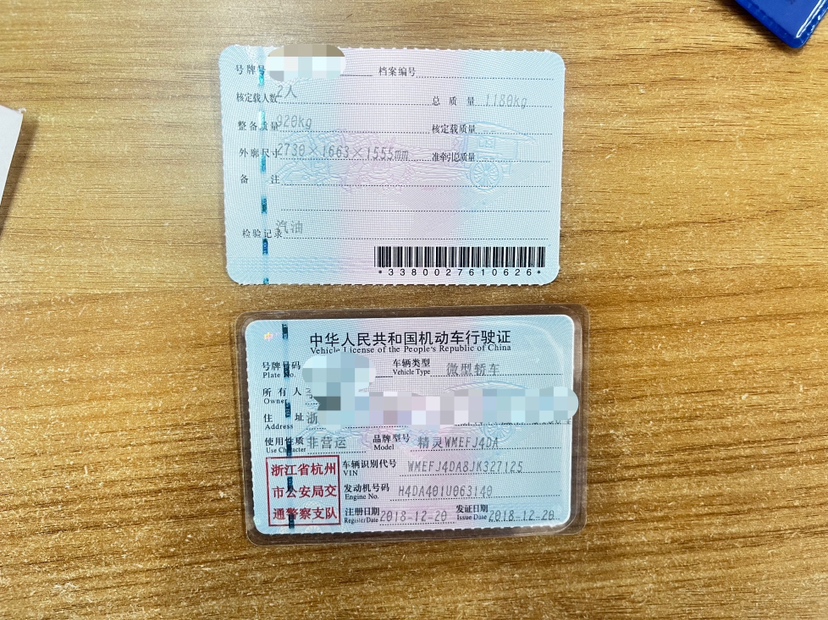 号牌号
档案编号
核定载人数 2人
总 质 量 1180kg
整备质量 920kg
核定载质量
外廓尺寸 2730×1663×1555mm
准牵引总质量
备 注
检验记录 汽油
*3380027610626*
中华人民共和国机动车行驶证
Vehicle License of the People's Republic of China
号牌号码 车辆类型 微型轿车
Plate No. Vehicle Type
所 有 人
Owner
住 址 浙
Address
使用性质 非营运 品牌型号 精灵WMEFJ4DA
Use Character Model
浙江省杭州
市公安局交
通警察支队
车辆识别代号 WMEFJ4DA8JK327125
VIN
发动机号码 H4DA401U063140
Engine No.
注册日期 2018-12-20 发证日期 2018-12-20
Register Date Issue Date